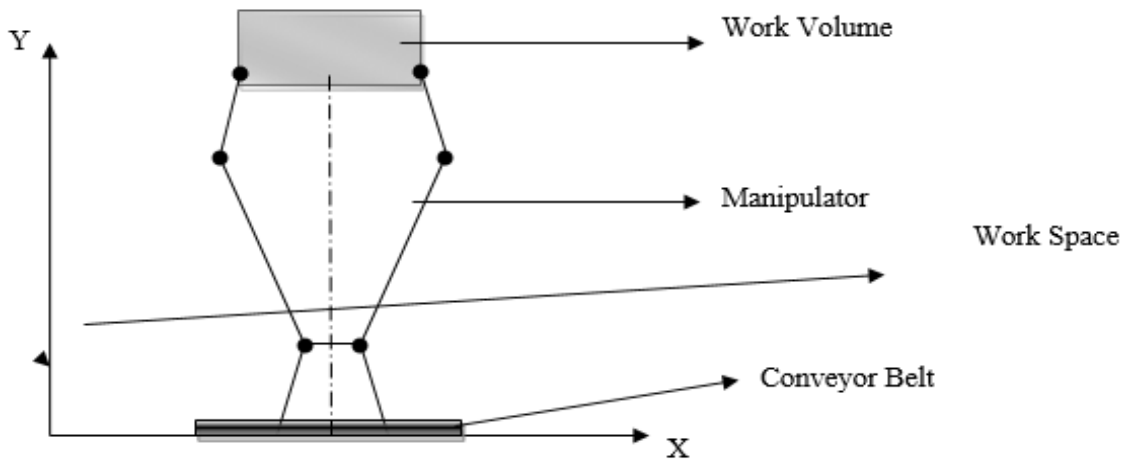 Work Volume
Y
Manipulator
Work Space
Conveyor Belt
X